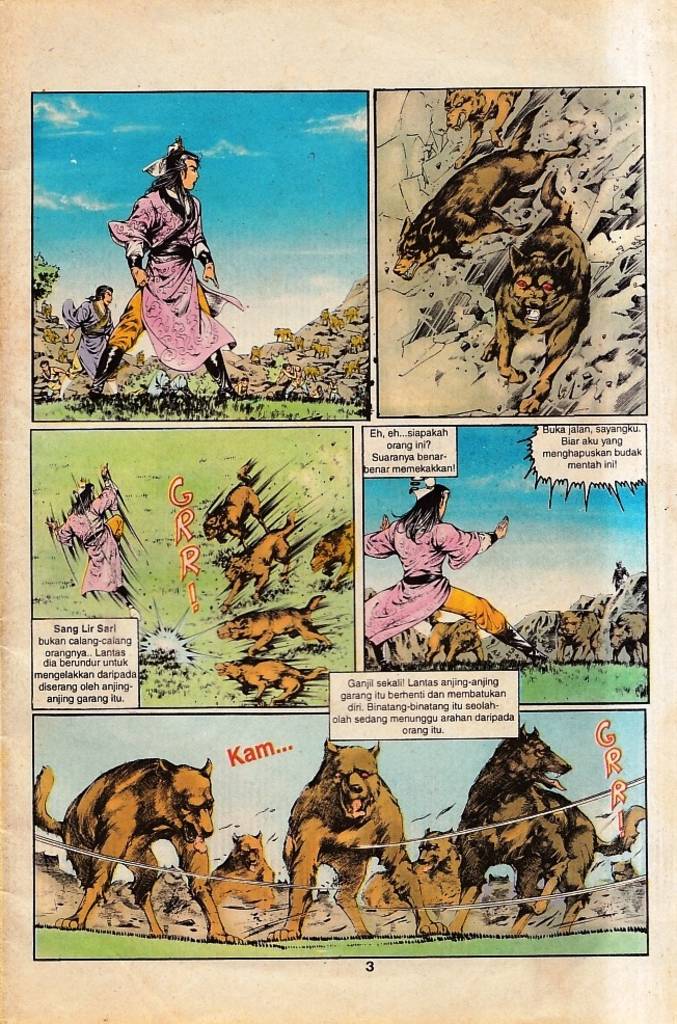 GRR!
Sang Lir Sari
bukan calang-calang
orangnya.. Lantas
dia berundur untuk
mengelakkan daripada
diserang oleh anjing-
anjing garang itu.
Eh, eh...siapakah
orang ini?
Suaranya benar-
benar memekakkan!
Buka jalan, sayangku.
Biar aku yang
menghapuskan budak
mentah ini!
Ganjil sekali! Lantas anjing-anjing
garang itu berhenti dan membatukan
diri. Binatang-binatang itu seolah-
olah sedang menunggu arahan daripada
orang itu.
Kam...
GRR!
3